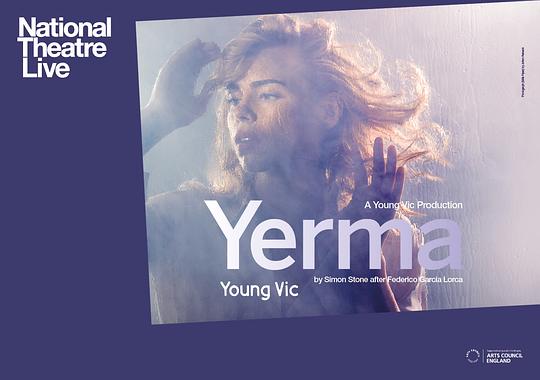 National
Theatre
Live
A Young Vic Production
Yerma
by Simon Stone after Federico García Lorca
Young Vic
ARTS COUNCIL
ENGLAND